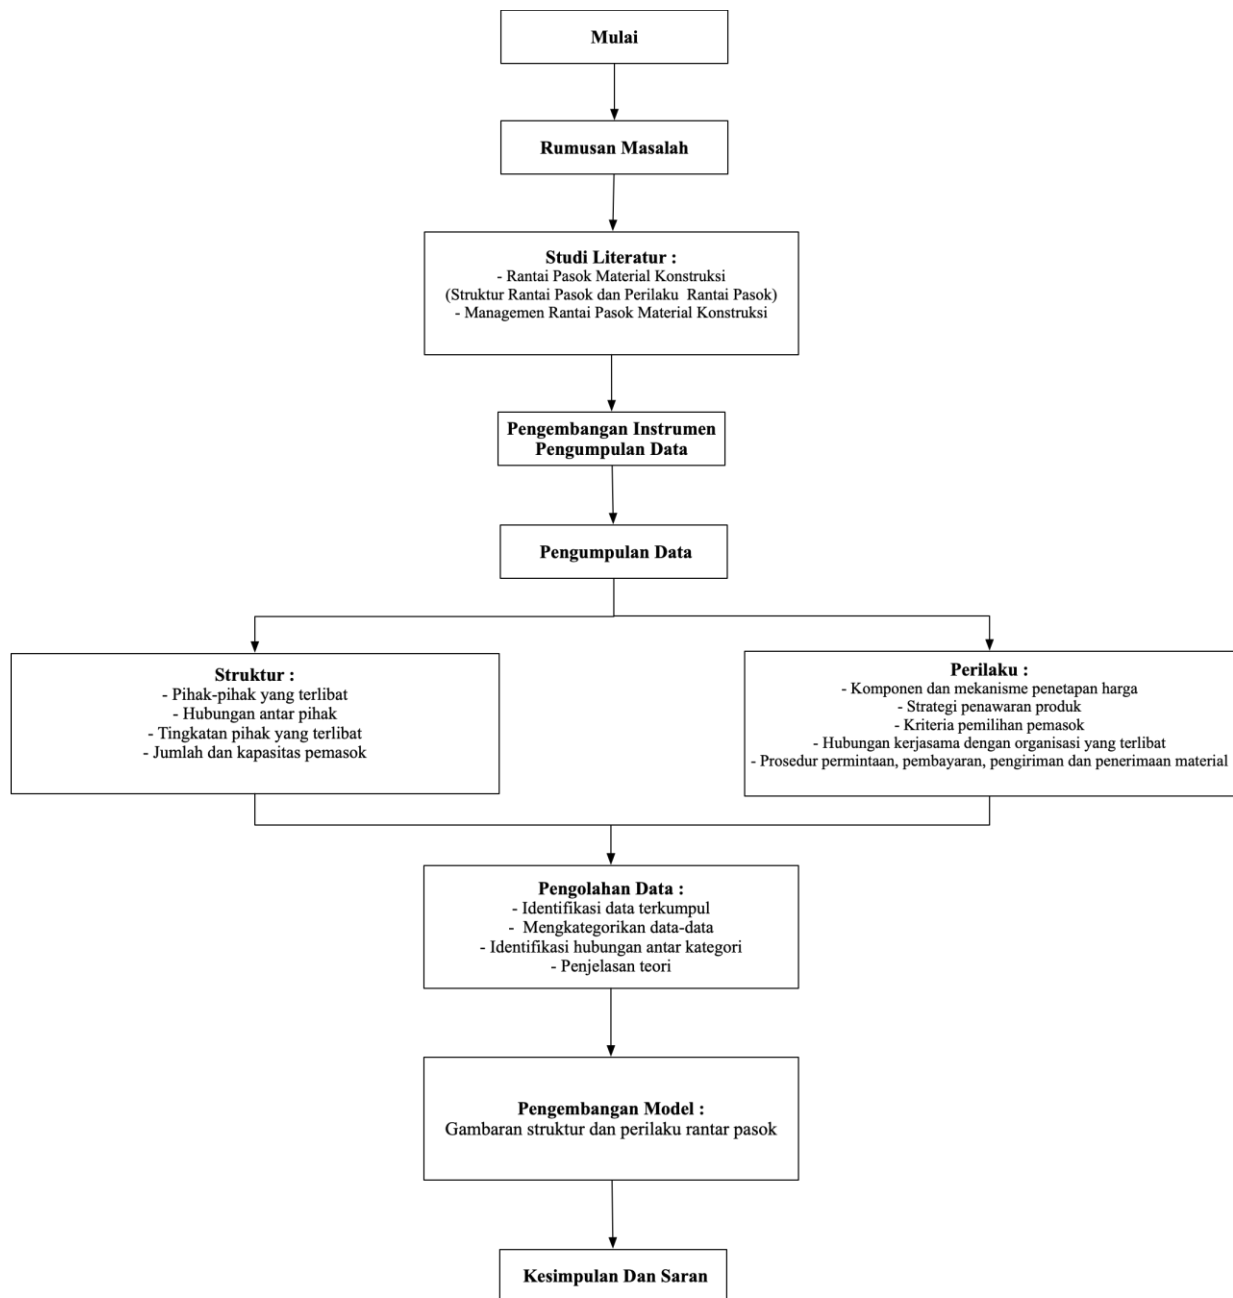 Mulai
Rumusan Masalah
Studi Literatur :
- Rantai Pasok Material Konstruksi
(Struktur Rantai Pasok dan Perilaku Rantai Pasok)
- Managemen Rantai Pasok Material Konstruksi
Pengembangan Instrumen
Pengumpulan Data
Pengumpulan Data
Struktur :
- Pihak-pihak yang terlibat
- Hubungan antar pihak
- Tingkatan pihak yang terlibat
- Jumlah dan kapasitas pemasok
Perilaku :
- Komponen dan mekanisme penetapan harga
- Strategi penawaran produk
- Kriteria pemilihan pemasok
- Hubungan kerjasama dengan organisasi yang terlibat
- Prosedur permintaan, pembayaran, pengiriman dan penerimaan material
Pengolahan Data :
- Identifikasi data terkumpul
- Mengkategorikan data-data
- Identifikasi hubungan antar kategori
- Penjelasan teori
Pengembangan Model :
Gambaran struktur dan perilaku rantar pasok
Kesimpulan Dan Saran